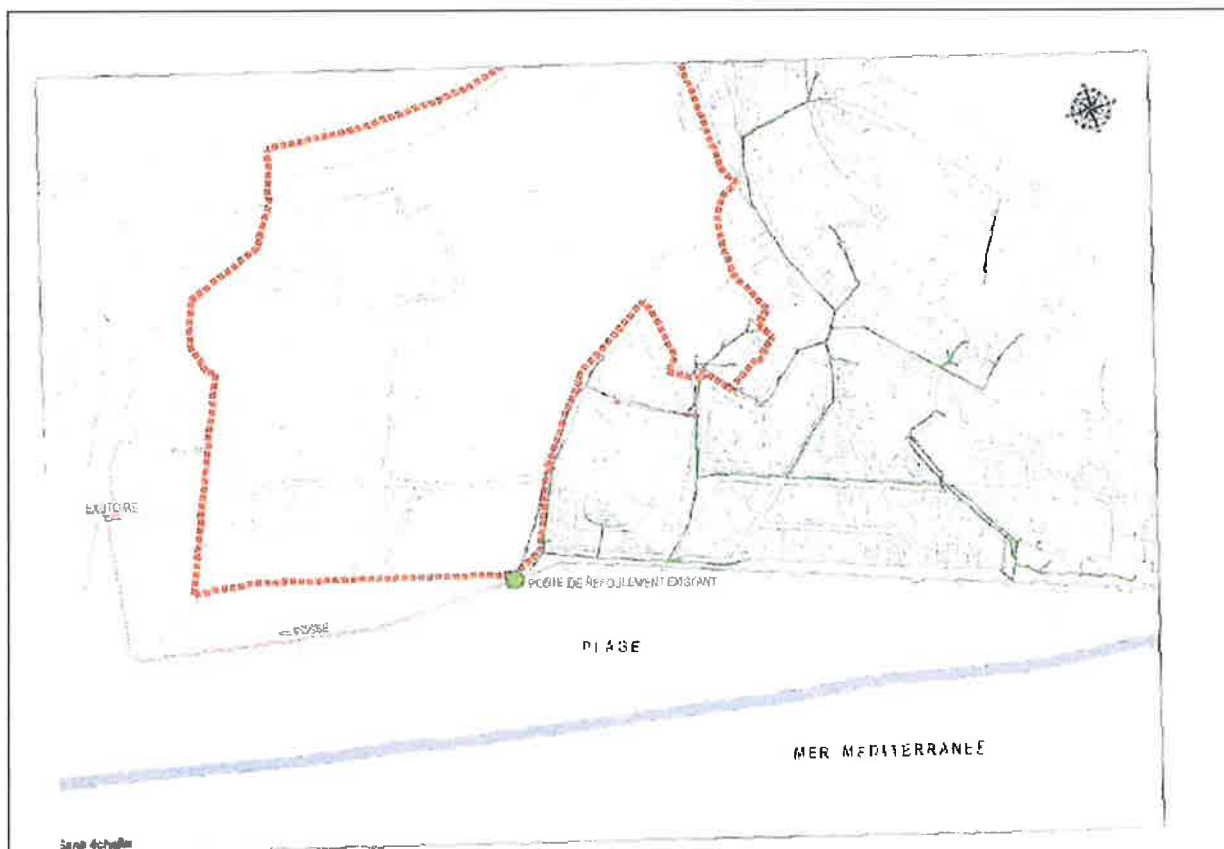 EXUTOIRE
POSTE DE REFOULEMENT EXISTANT
FOSSE
PLAGE
MER MEDITERRANEE
Sans échelle